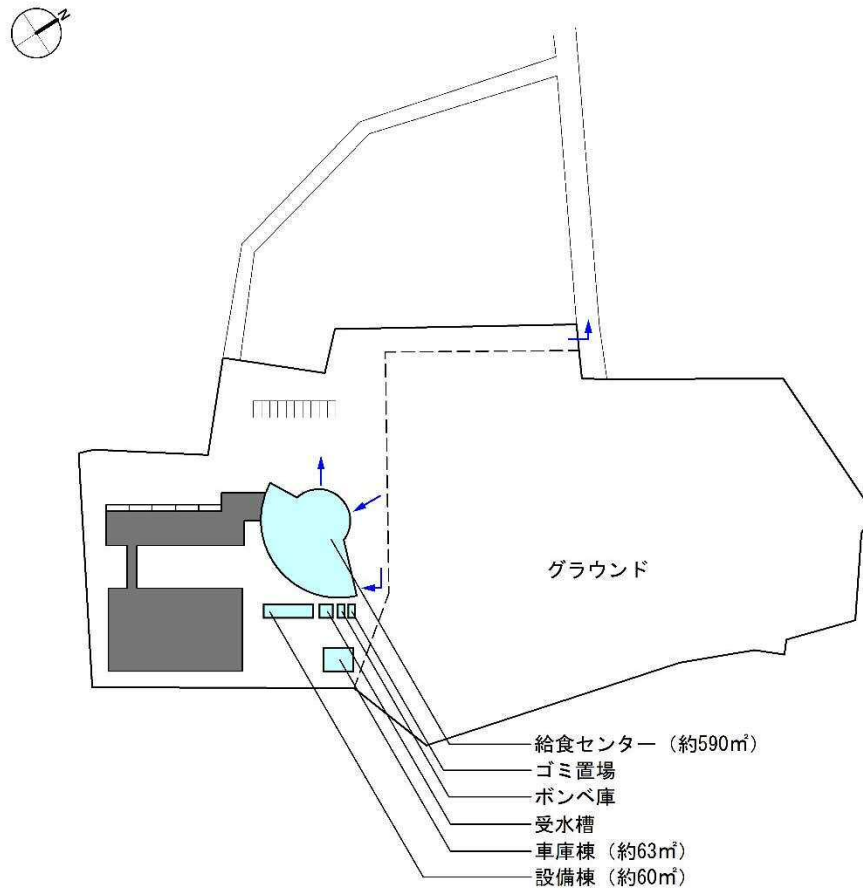 N
グラウンド
給食センター（約590㎡）
ゴミ置場
ボンベ庫
受水槽
車庫棟（約63㎡）
設備棟（約60㎡）